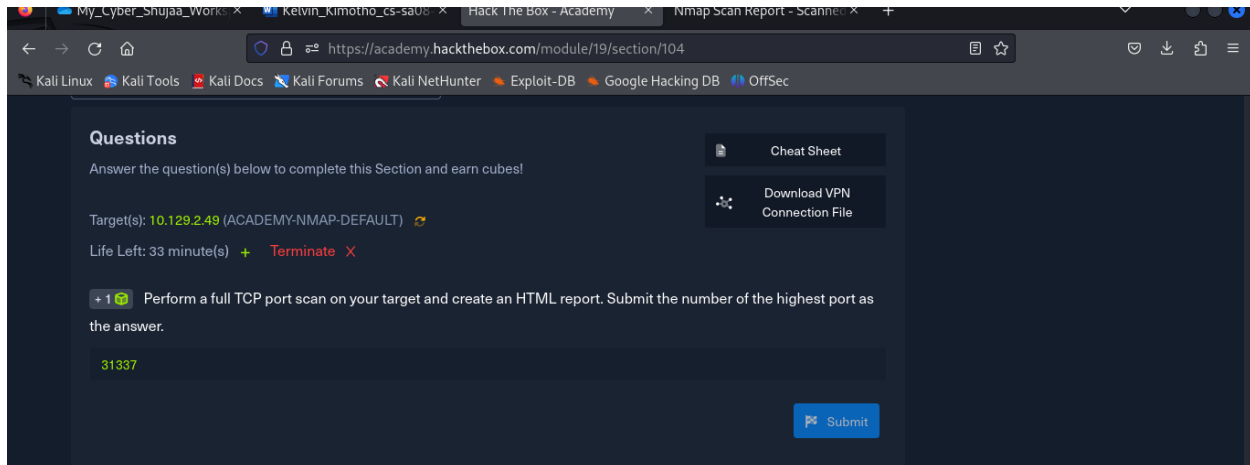 My_Cyber_Shujaa_Works
Kelvin_Kimotho_cs-sa08-
Hack The Box - Academy
Nmap Scan Report - Scanned
https://academy.hackthebox.com/module/19/section/104
Kali Linux Kali Tools Kali Docs Kali Forums Kali NetHunter Exploit-DB Google Hacking DB OffSec
Questions
Answer the question(s) below to complete this Section and earn cubes!
Cheat Sheet
Download VPN
Connection File
Target(s): 10.129.2.49 (ACADEMY-NMAP-DEFAULT)
Life Left: 33 minute(s) + Terminate X
+ 1 Perform a full TCP port scan on your target and create an HTML report. Submit the number of the highest port as
the answer.
31337
Submit